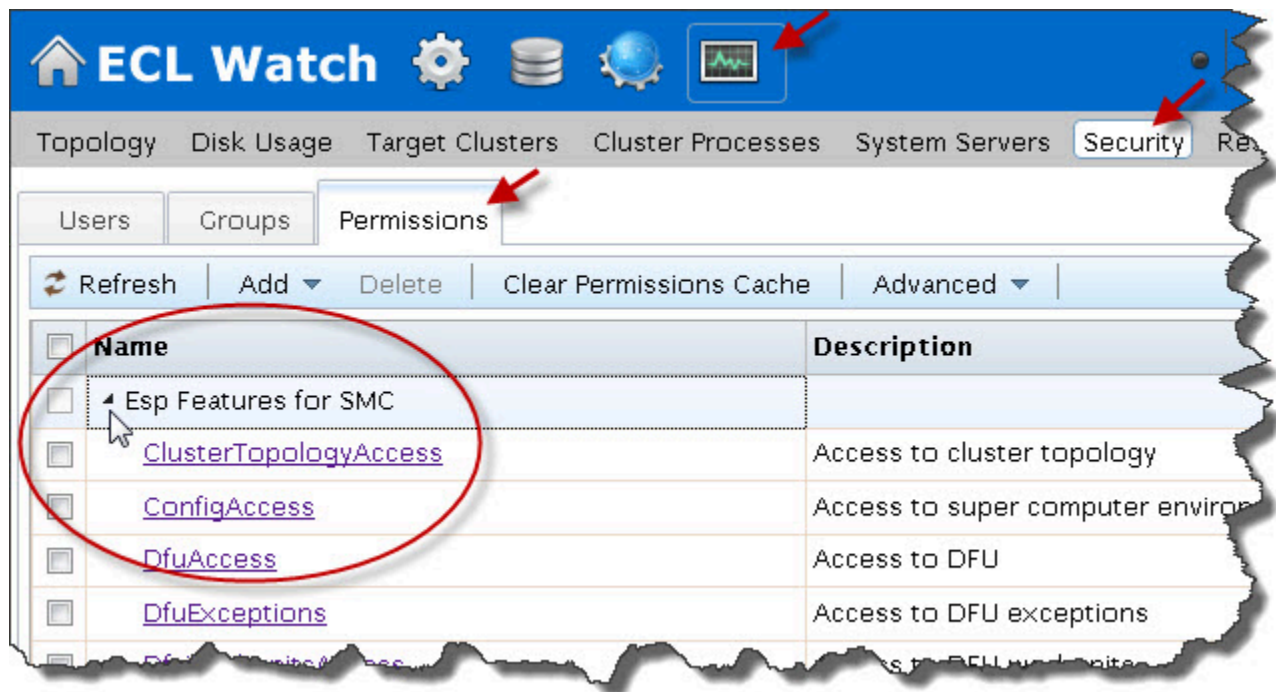 ECL Watch
Topology Disk Usage Target Clusters Cluster Processes System Servers Security
Users Groups Permissions
Refresh Add Delete Clear Permissions Cache Advanced
Name Description
Esp Features for SMC
ClusterTopologyAccess Access to cluster topology
ConfigAccess Access to super computer environ
DfuAccess Access to DFU
DfuExceptions Access to DFU exceptions